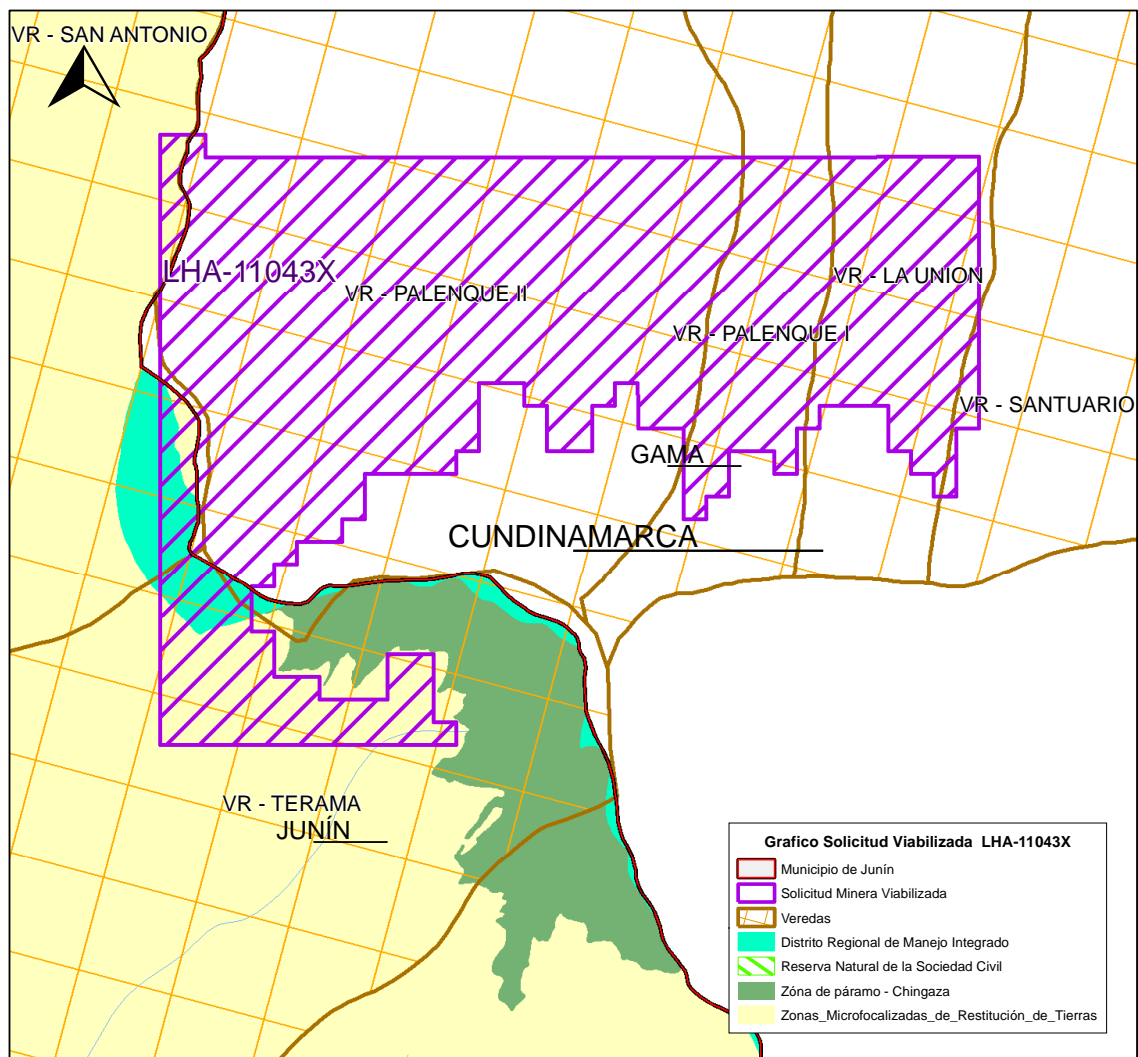 VR - SAN ANTONIO
LHA-11043X
VR - PALENQUE II
VR - LA UNION
VR - PALENQUE I
VR - SANTUARIO
GAMA
CUNDINAMARCA
VR - TERAMA
JUNÍN
Grafico Solicitud Viabilizada LHA-11043X
Municipio de Junín
Solicitud Minera Viabilizada
Veredas
Distrito Regional de Manejo Integrado
Reserva Natural de la Sociedad Civil
Zóna de páramo - Chingaza
Zonas_Microfocalizadas_de_Restitución_de_Tierras